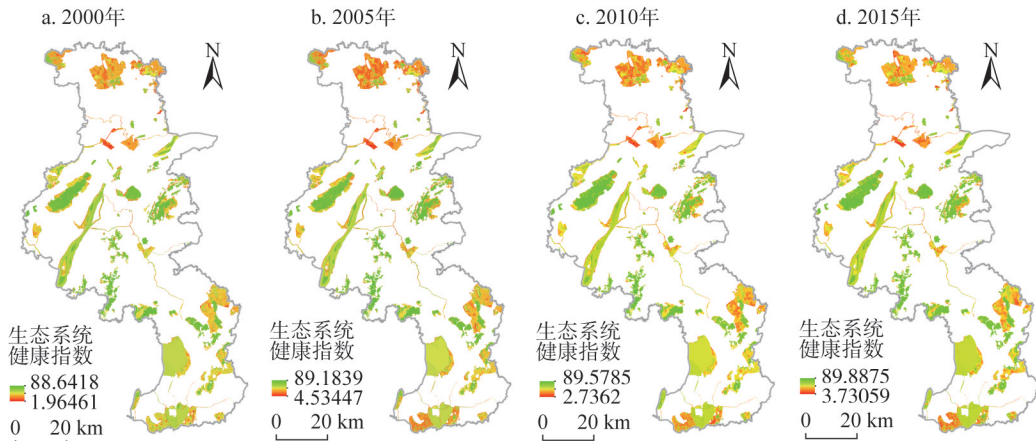 a. 2000年
b. 2005年
c. 2010年
d. 2015年
N
N
N
N
生态系统
健康指数
88.6418
1.96461
0 20 km
生态系统
健康指数
89.1839
4.53447
0 20 km
生态系统
健康指数
89.5785
2.7362
0 20 km
生态系统
健康指数
89.8875
3.73059
0 20 km